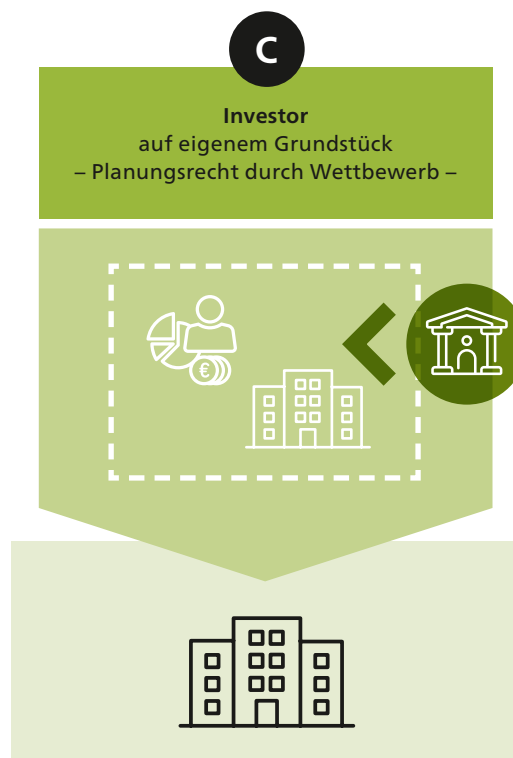 C
Investor
auf eigenem Grundstück
– Planungsrecht durch Wettbewerb –
€